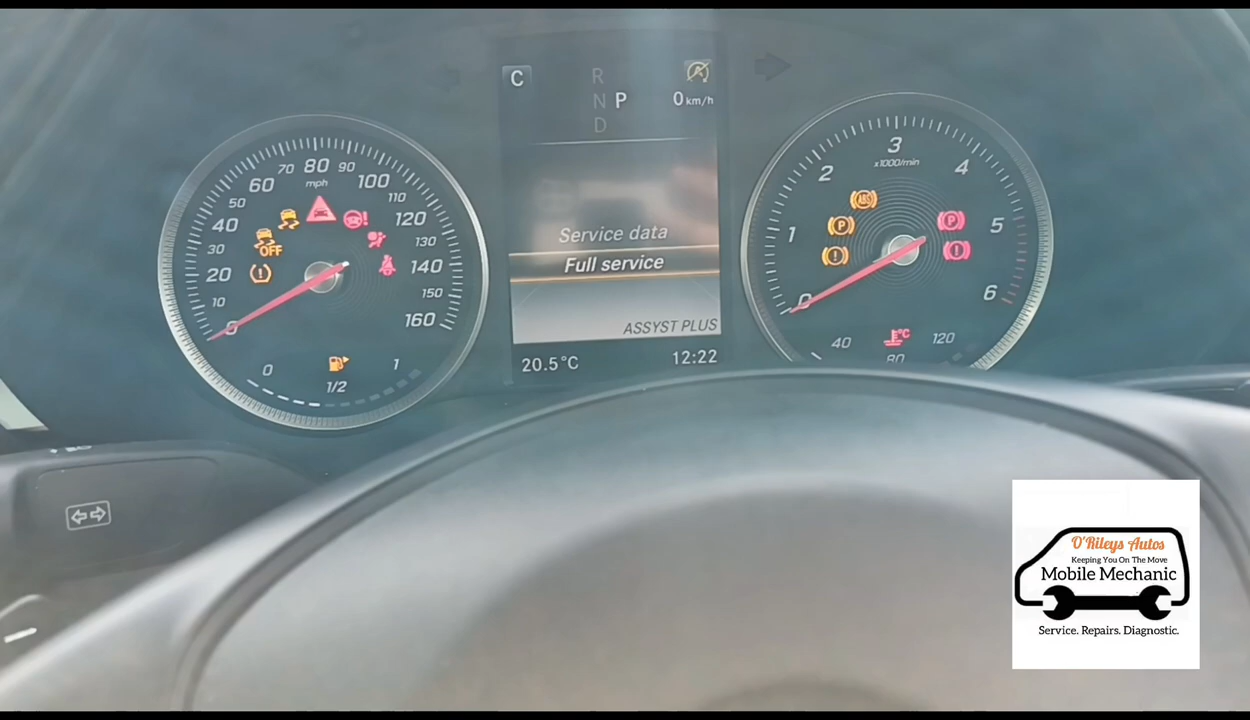 C
R
N P
D
0 km/h
0
10
20
30
40
50
60
70
80
90
100
110
120
130
140
150
160
mph
OFF
0
1/2
1
Service data
Full service
ASSYST PLUS
20.5°C
12:22
0
1
2
3
4
5
6
x1000/min
ABS
P
P
°C
40
80
120
O'Rileys Autos
Keeping You On The Move
Mobile Mechanic
Service. Repairs. Diagnostic.